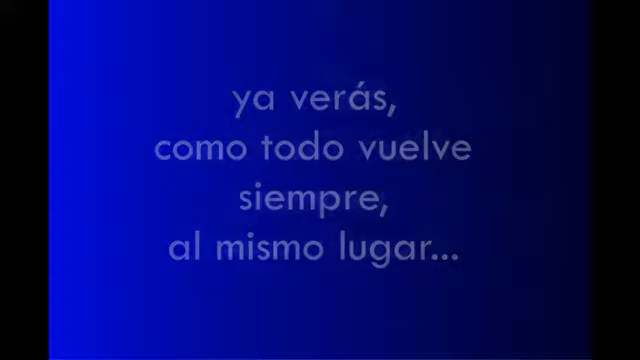 ya verás,
como todo vuelve
siempre,
al mismo lugar...